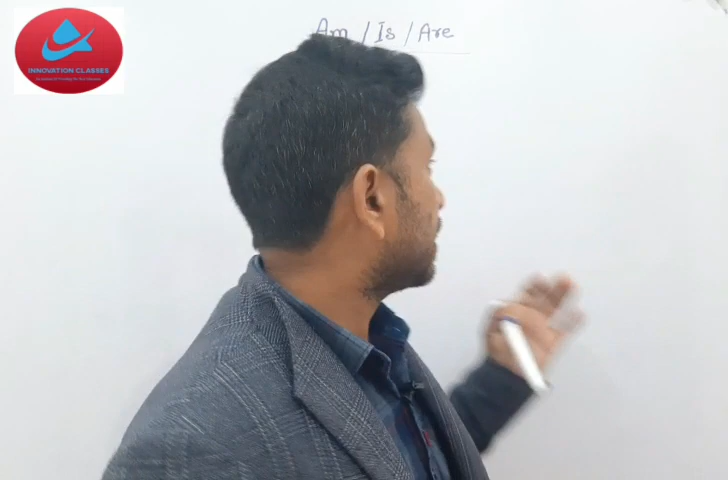 INNOVATION CLASSES
Am / Is / Are